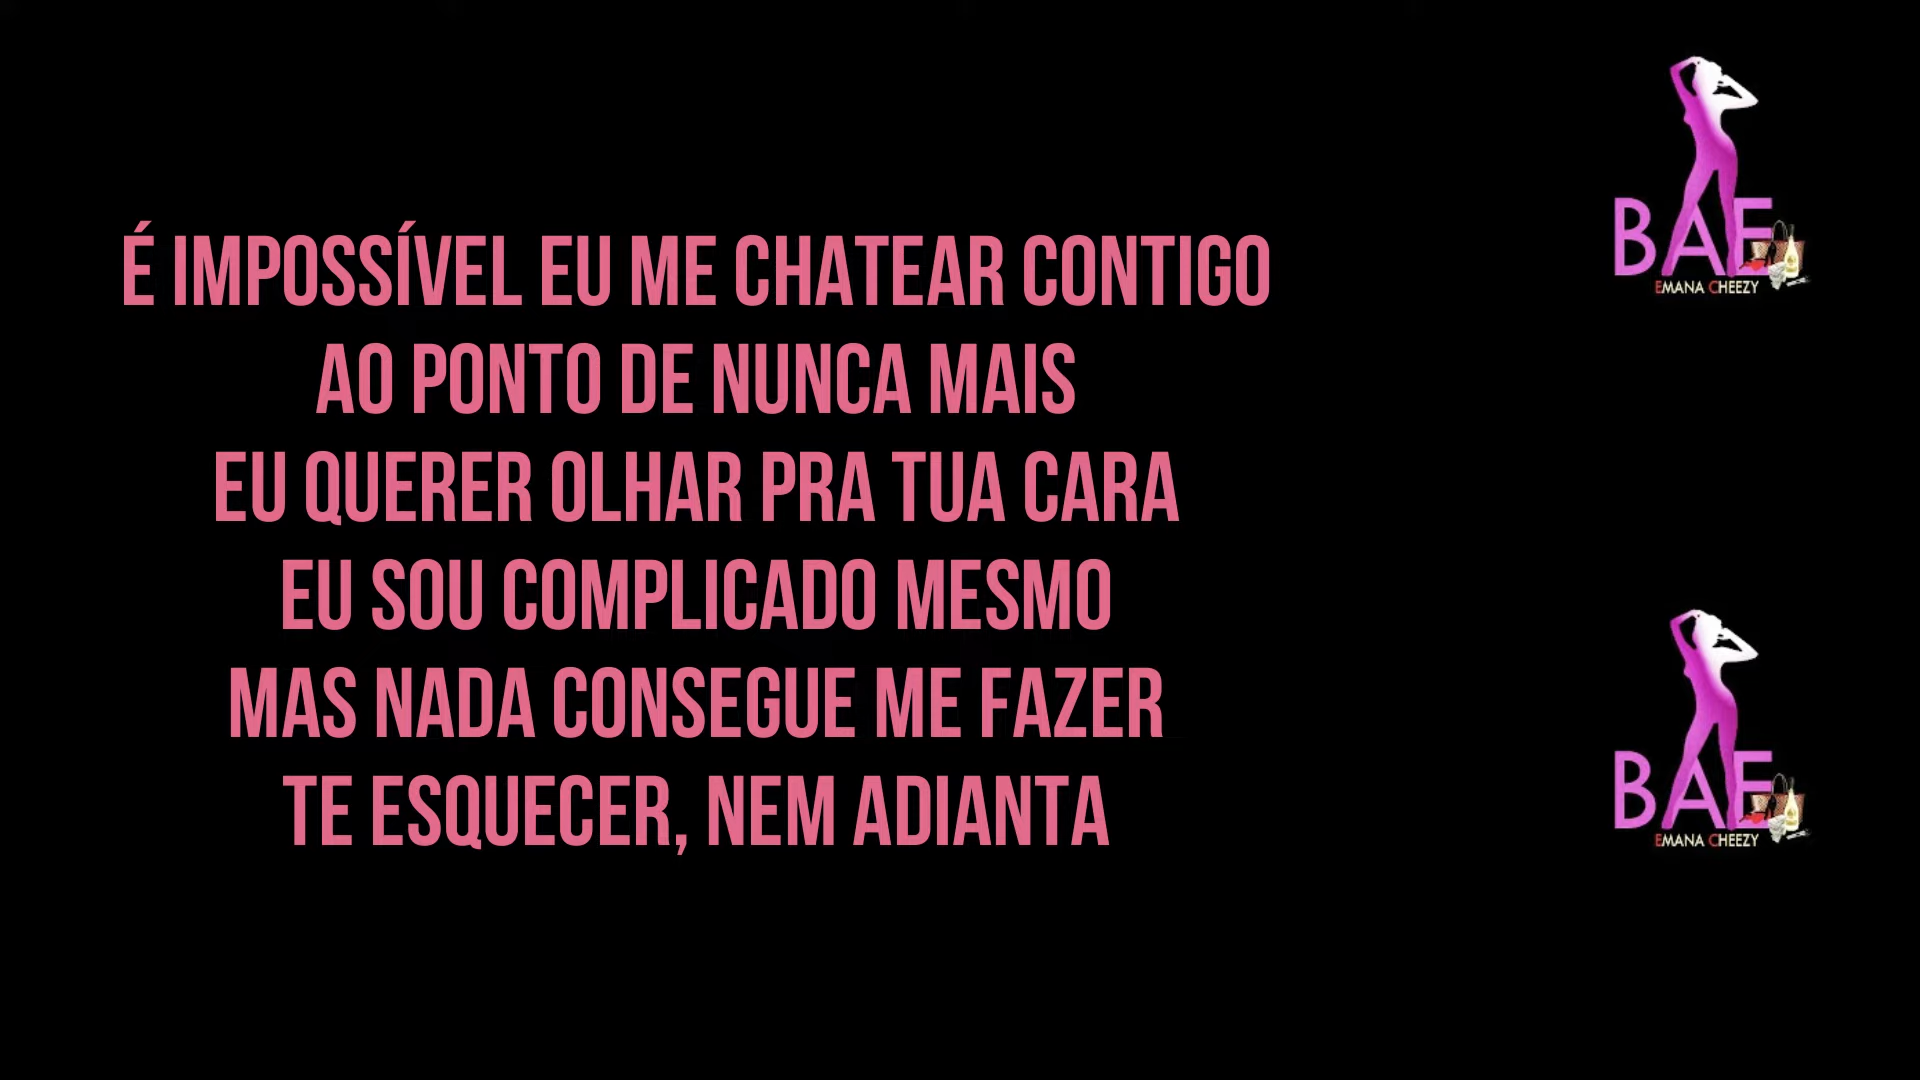 É IMPOSSÍVEL EU ME CHATEAR CONTIGO
AO PONTO DE NUNCA MAIS
EU QUERER OLHAR PRA TUA CARA
EU SOU COMPLICADO MESMO
MAS NADA CONSEGUE ME FAZER
TE ESQUECER, NEM ADIANTA
BAE
EMANA CHEEZY
BAE
EMANA CHEEZY